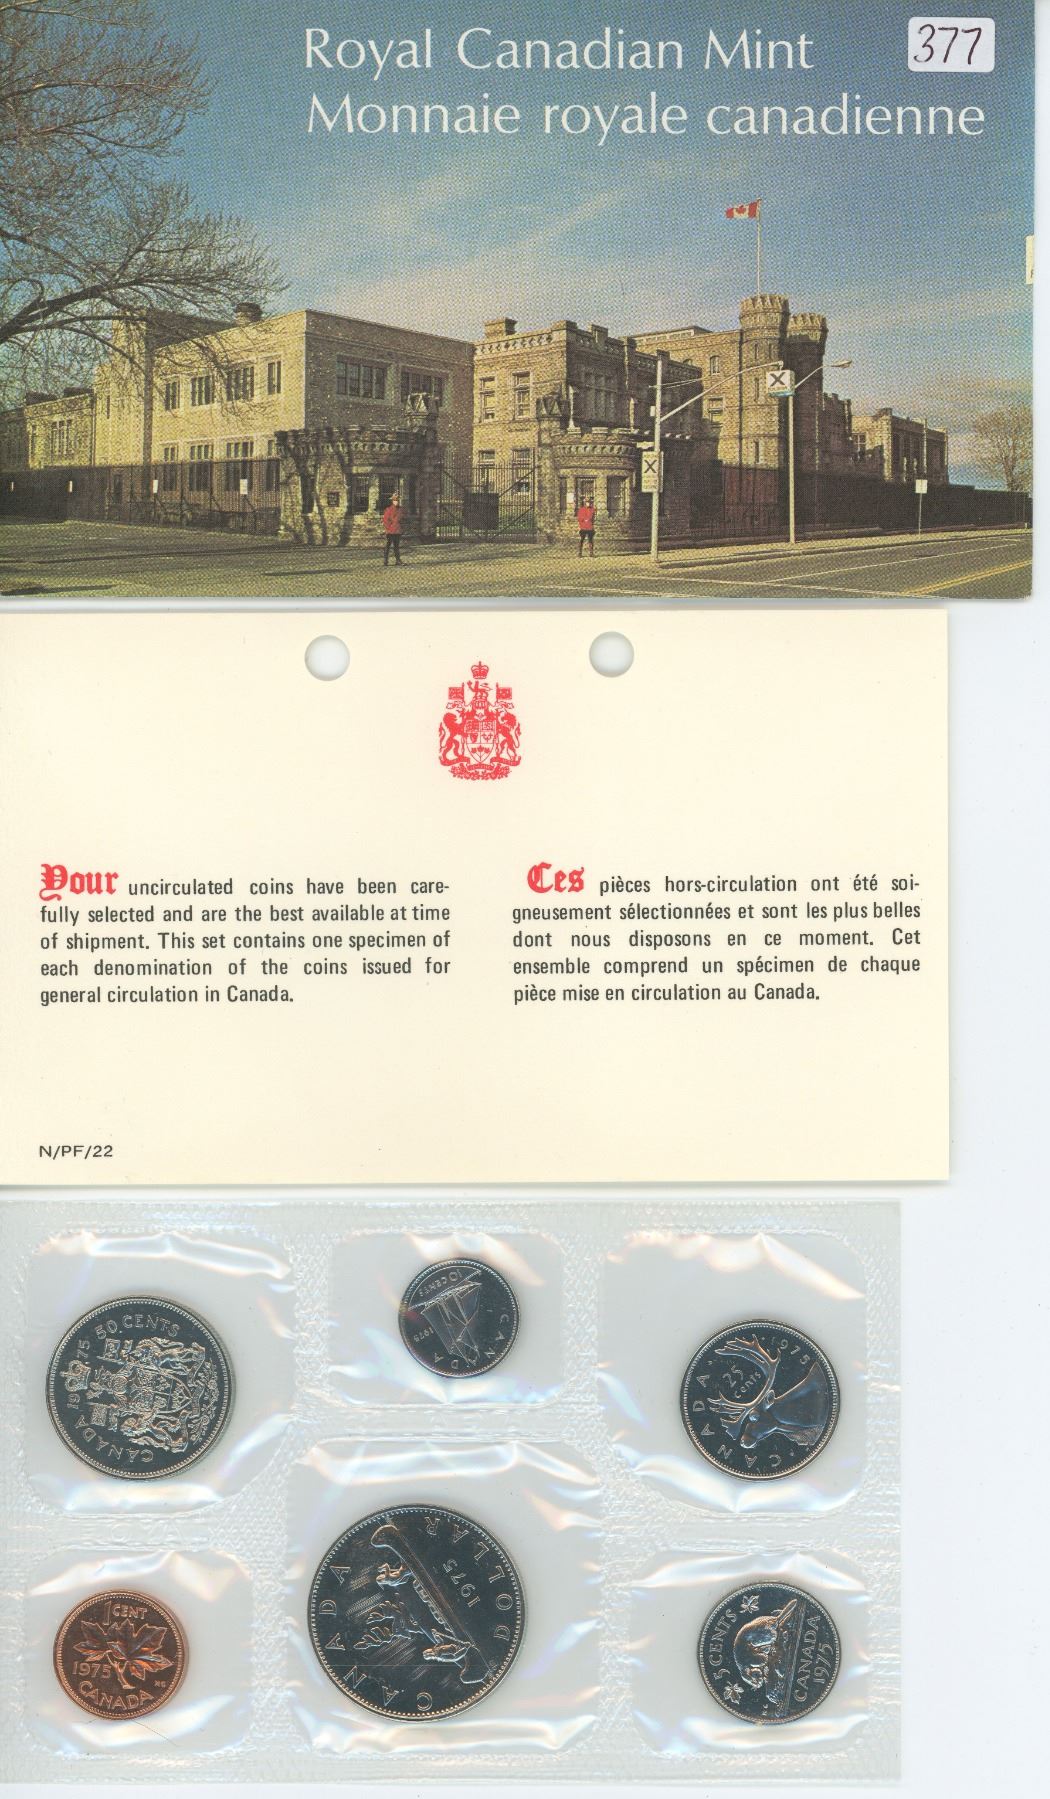 Royal Canadian Mint
377
Monnaie royale canadienne
X
X
Your uncirculated coins have been care-
fully selected and are the best available at time
of shipment. This set contains one specimen of
each denomination of the coins issued for
general circulation in Canada.
Ces pièces hors-circulation ont été soi-
gneusement sélectionnées et sont les plus belles
dont nous disposons en ce moment. Cet
ensemble comprend un spécimen de chaque
pièce mise en circulation au Canada.
N/PF/22
CANADA 1975 50 CENTS
10 CENTS
1975
CANADA
CANADA
25
cents
1975
1 CENT
1975
KG
CANADA
CANADA
1975
DOLLAR
5 CENTS
KG
CANADA
1975